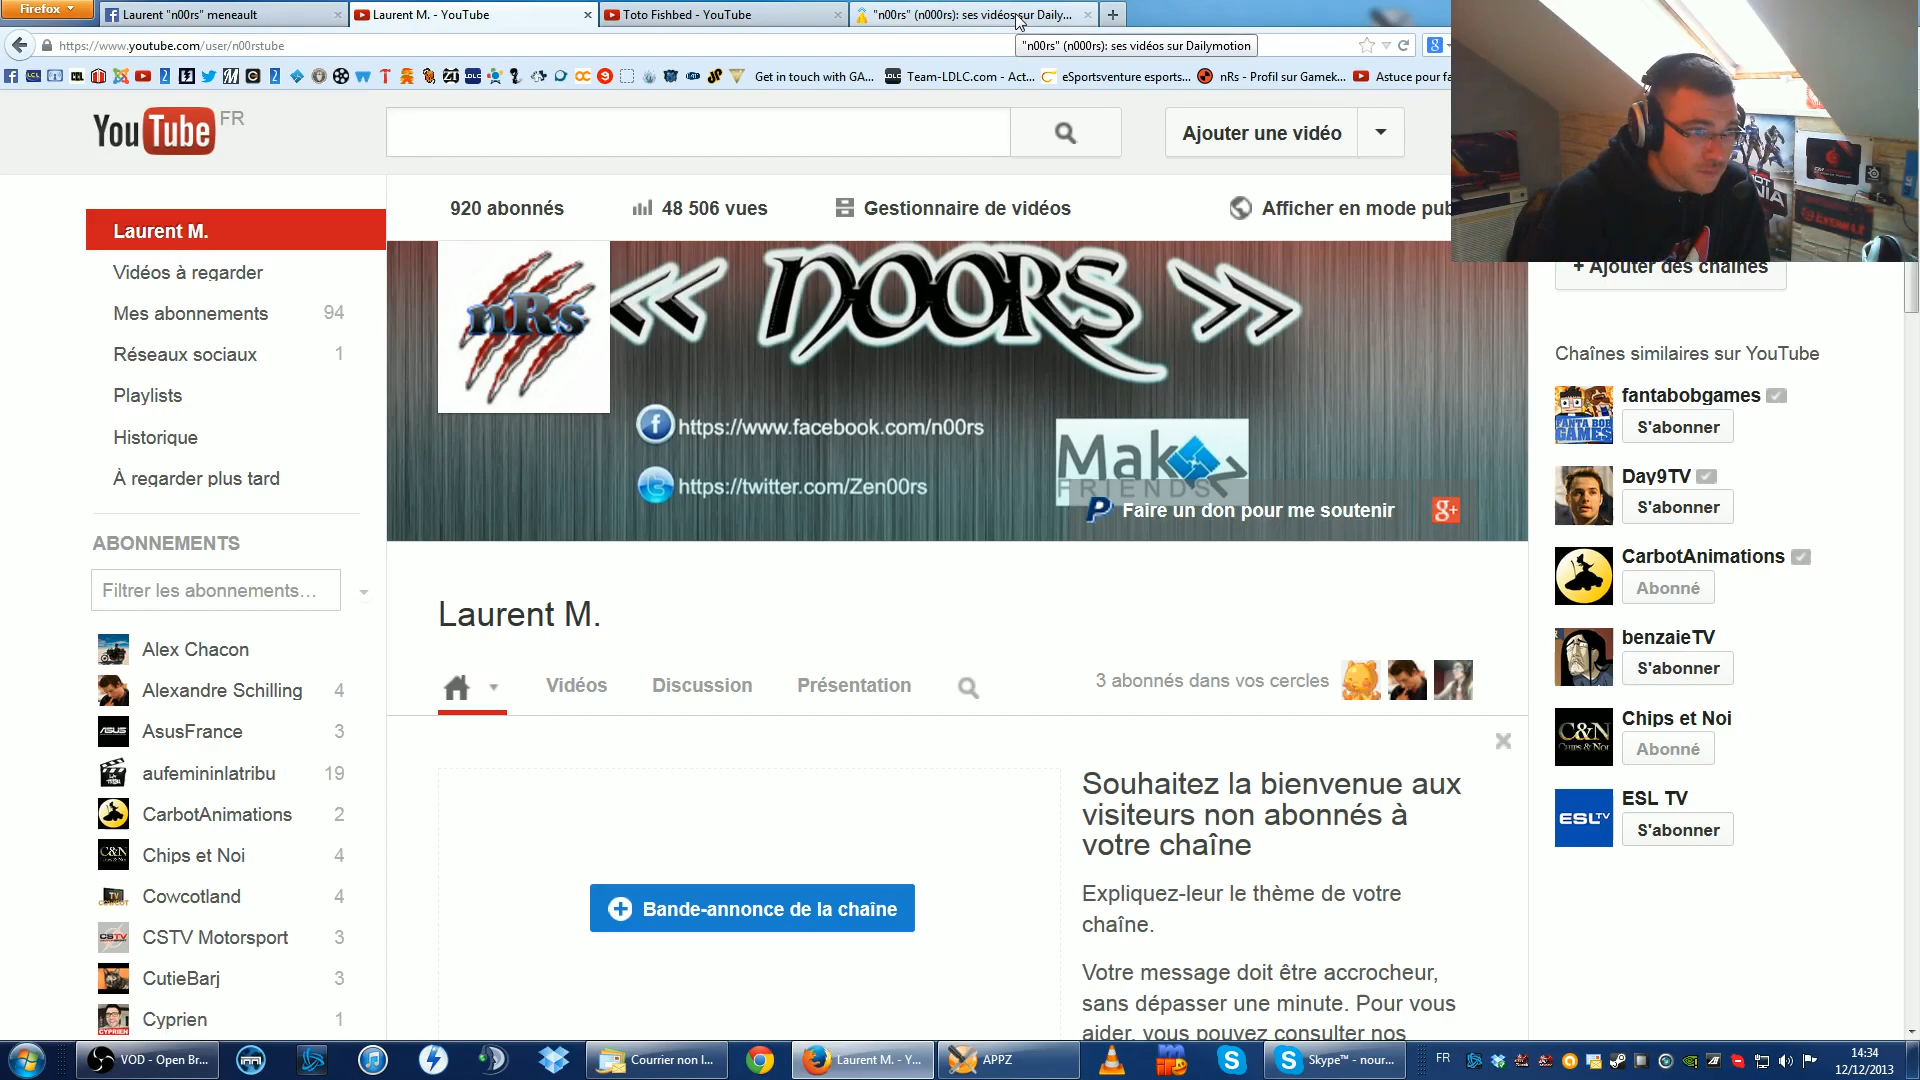 Firefox
Laurent "n00rs" meneault
Laurent M. - YouTube
Toto Fishbed - YouTube
"n00rs" (n000rs): ses vidéos sur Daily...
https://www.youtube.com/user/n00rstube
"n00rs" (n000rs): ses vidéos sur Dailymotion
Get in touch with GA...
Team-LDLC.com - Act...
eSportsventure esports...
nRs - Profil sur Gamek...
Astuce pour fa
YouTube FR
Ajouter une vidéo
920 abonnés
48 506 vues
Gestionnaire de vidéos
Afficher en mode pub
+ Ajouter des chaînes
Laurent M.
Vidéos à regarder
Mes abonnements 94
Réseaux sociaux 1
Playlists
Historique
À regarder plus tard
ABONNEMENTS
Filtrer les abonnements...
Alex Chacon
Alexandre Schilling 4
AsusFrance 3
aufemininlatribu 19
CarbotAnimations 2
Chips et Noi 4
Cowcotland 4
CSTV Motorsport 3
CutieBarj 3
Cyprien 1
nRs
<< NOORS >>
https://www.facebook.com/n00rs
https://twitter.com/Zen00rs
Mak
FRIENDS
Faire un don pour me soutenir
Laurent M.
Vidéos
Discussion
Présentation
3 abonnés dans vos cercles
Bande-annonce de la chaîne
Souhaitez la bienvenue aux
visiteurs non abonnés à
votre chaîne
Expliquez-leur le thème de votre
chaîne.
Votre message doit être accrocheur,
sans dépasser une minute. Pour vous
aider, vous pouvez consulter nos
Chaînes similaires sur YouTube
fantabobgames
S'abonner
Day9TV
S'abonner
CarbotAnimations
Abonné
benzaieTV
S'abonner
Chips et Noi
Abonné
ESL TV
S'abonner
VOD - Open Br...
Courrier non l...
Laurent M. - Y...
APPZ
Skype™ - nour...
FR
14:34
12/12/2013